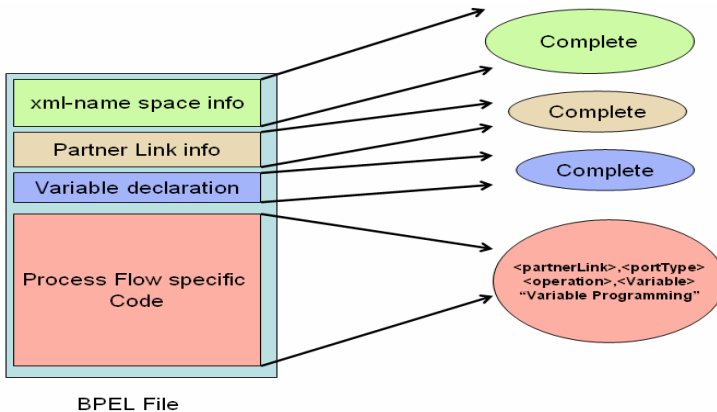 Complete
xml-name space info
Complete
Partner Link info
Complete
Variable declaration
Process Flow specific
Code
<partnerLink>,<portType>
<operation>,<Variable>
“Variable Programming”
BPEL File